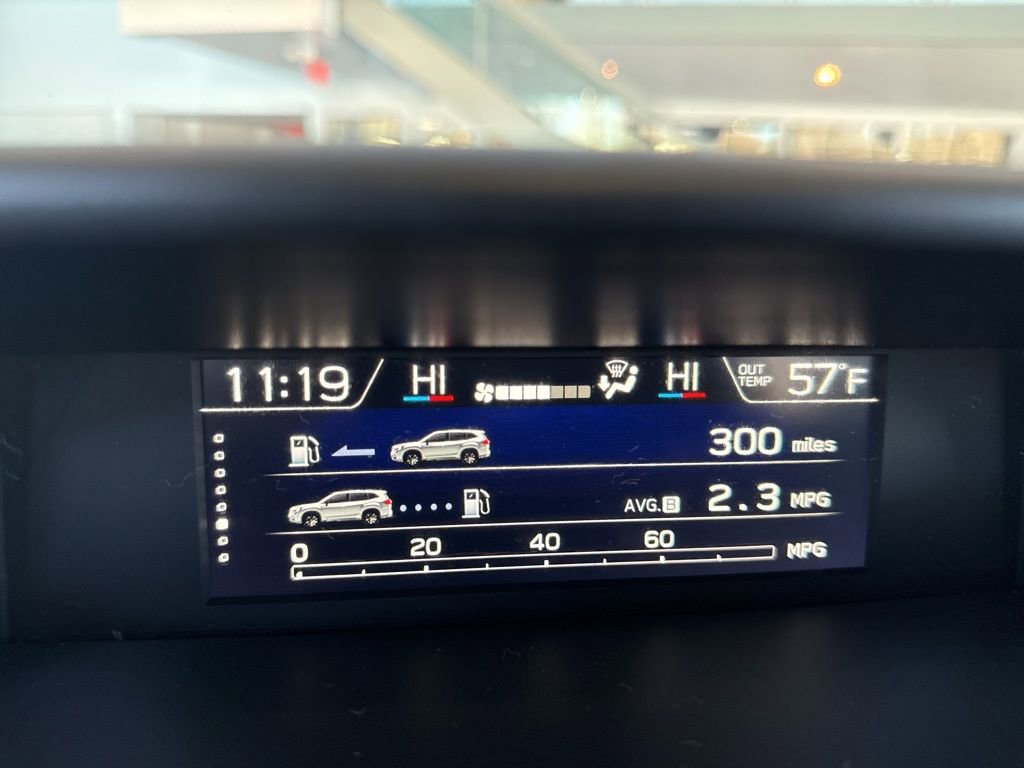 11:19 HI HI OUT TEMP 57°F
300 miles
AVG.B 2.3 MPG
0 20 40 60 MPG